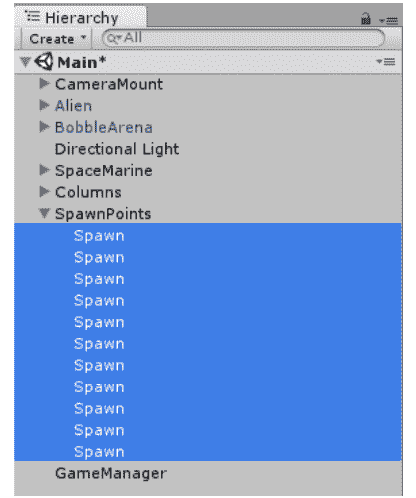 Hierarchy
Create All
Main*
CameraMount
Alien
BobbleArena
Directional Light
SpaceMarine
Columns
SpawnPoints
Spawn
Spawn
Spawn
Spawn
Spawn
Spawn
Spawn
Spawn
Spawn
Spawn
Spawn
GameManager